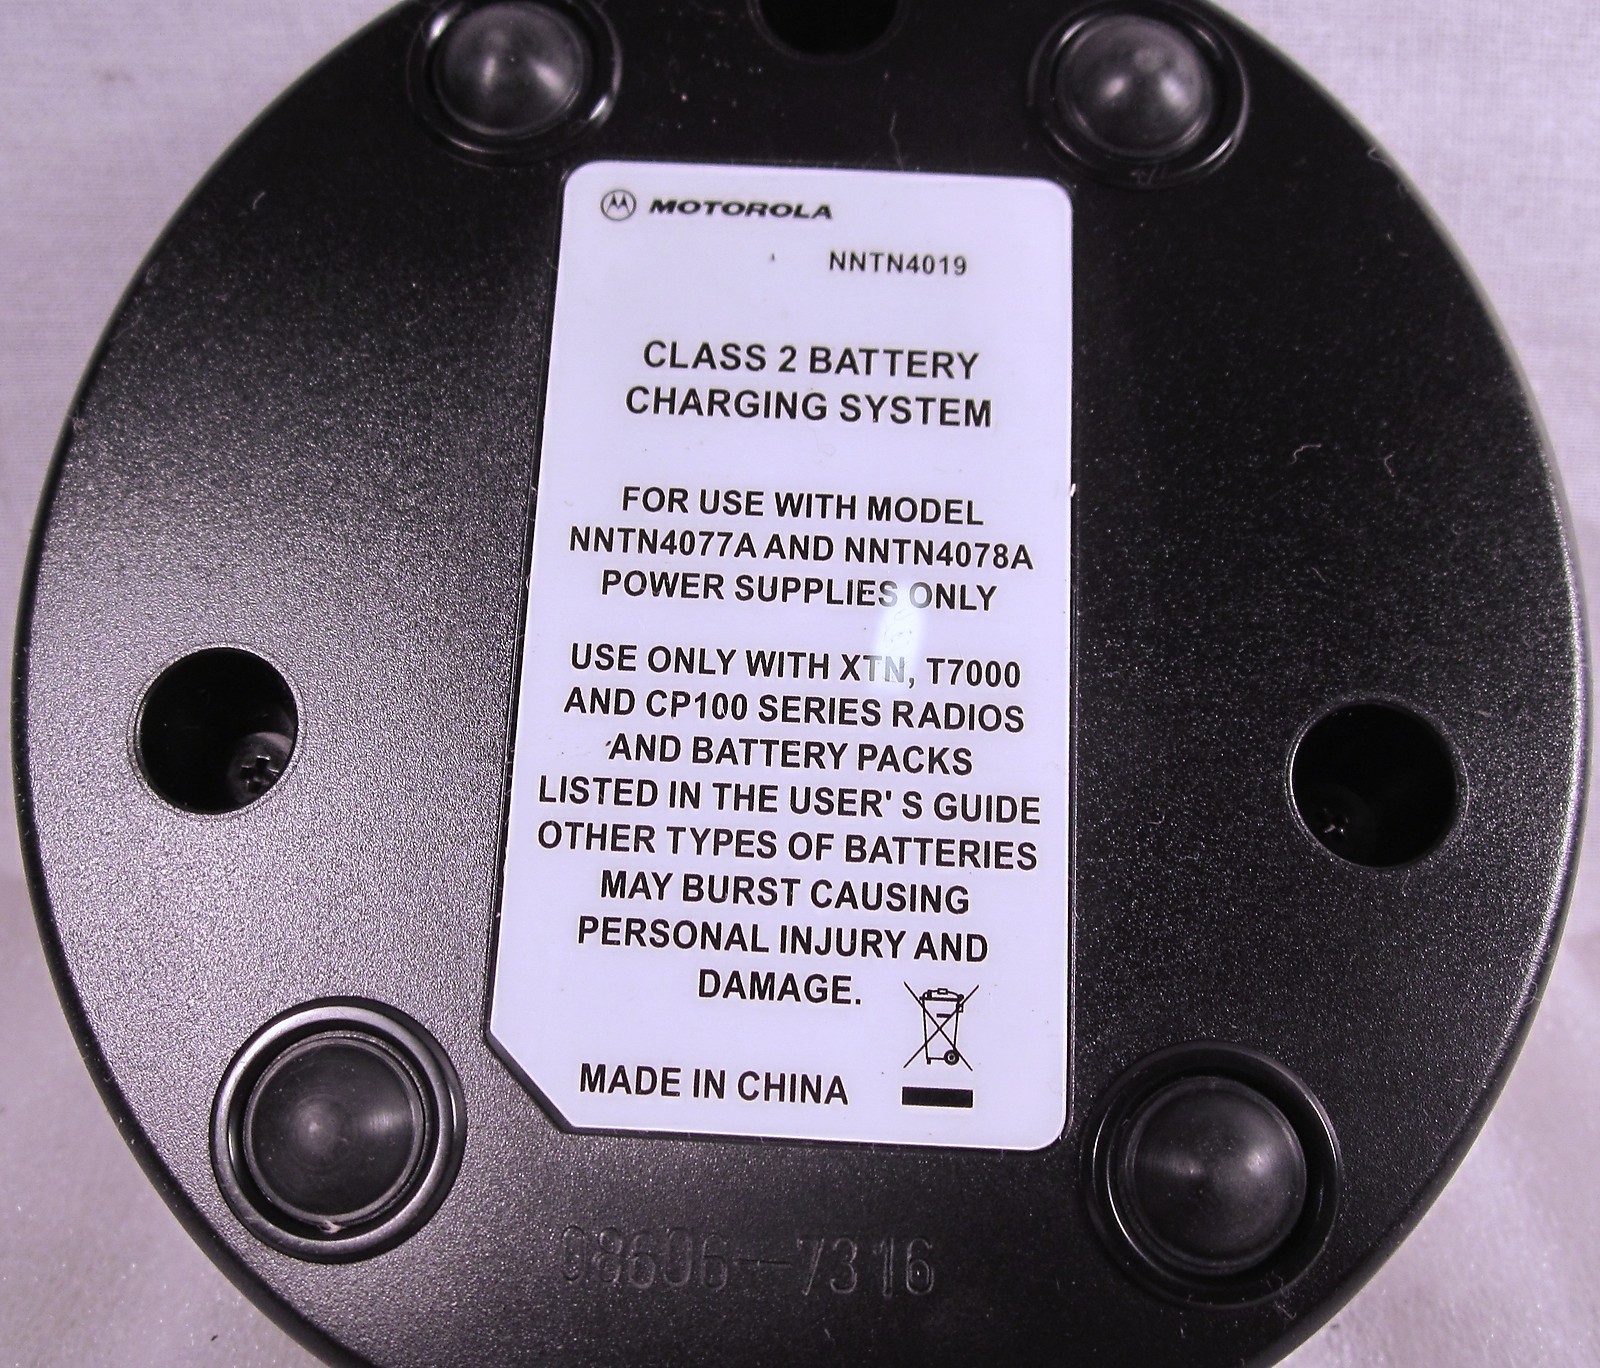 MOTOROLA
NNTN4019
CLASS 2 BATTERY
CHARGING SYSTEM
FOR USE WITH MODEL
NNTN4077A AND NNTN4078A
POWER SUPPLIES ONLY
USE ONLY WITH XTN, T7000
AND CP100 SERIES RADIOS
AND BATTERY PACKS
LISTED IN THE USER' S GUIDE
OTHER TYPES OF BATTERIES
MAY BURST CAUSING
PERSONAL INJURY AND
DAMAGE.
MADE IN CHINA
98606-7316